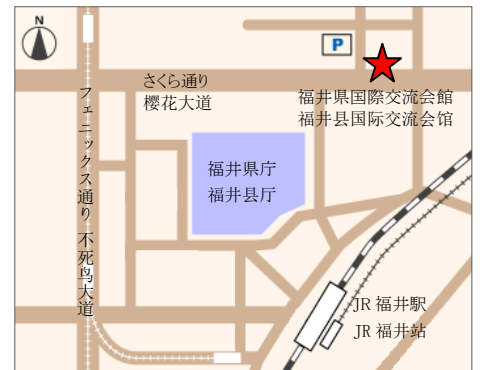 N
P
さくら通り
櫻花大道
福井県国際交流会館
福井县国际交流会馆
フェニックス通り 不死鸟大道
福井県庁
福井县厅
JR 福井駅
JR 福井站